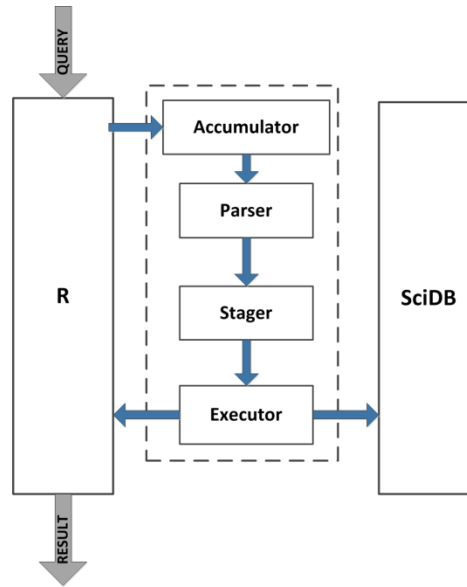 QUERY
Accumulator
Parser
R
SciDB
Stager
Executor
RESULT